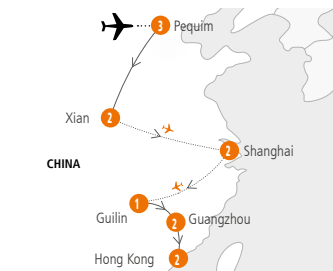 3 Pequim
Xian 2
2 Shanghai
CHINA
1
Guilin
2 Guangzhou
Hong Kong 2